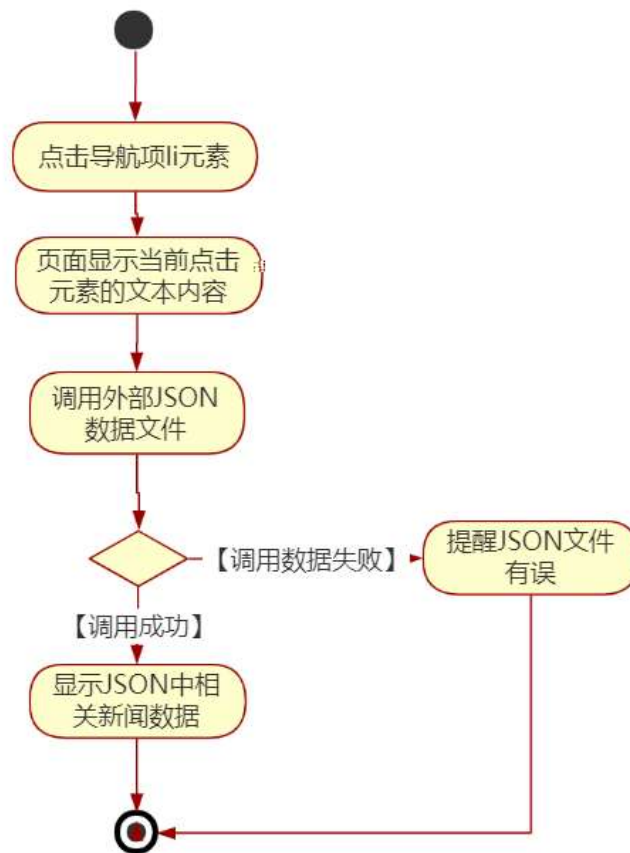 点击导航项li元素
页面显示当前点击
元素的文本内容
调用外部JSON
数据文件
【调用数据失败】
提醒JSON文件
有误
【调用成功】
显示JSON中相
关新闻数据